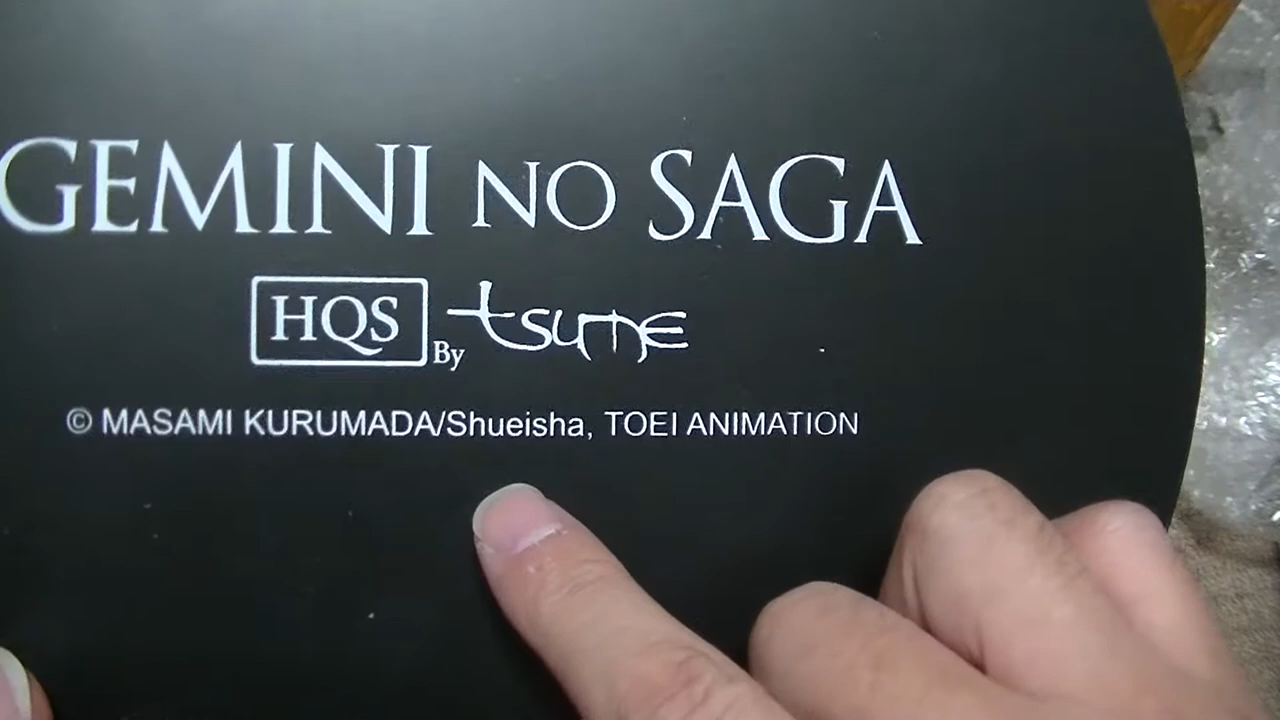 GEMINI NO SAGA
HQS By tsume
© MASAMI KURUMADA/Shueisha, TOEI ANIMATION